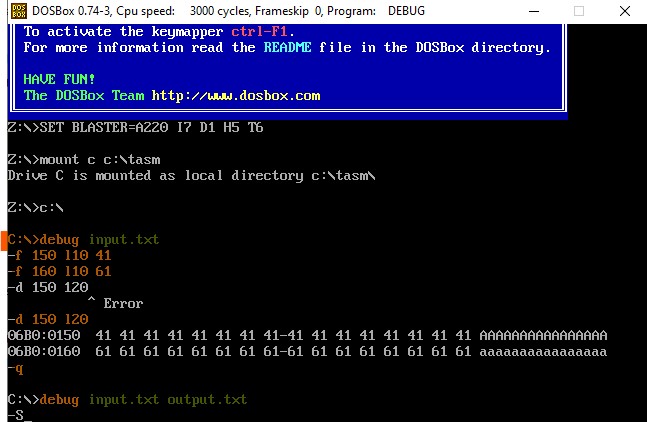 DOSBox 0.74-3, Cpu speed: 3000 cycles, Frameskip 0, Program: DEBUG
To activate the keymapper ctrl-F1.
For more information read the README file in the DOSBox directory.
HAVE FUN!
The DOSBox Team http://www.dosbox.com
Z:\>SET BLASTER=A220 I7 D1 H5 T6
Z:\>mount c c:\tasm
Drive C is mounted as local directory c:\tasm\
Z:\>c:\
C:\>debug input.txt
-f 150 l10 41
-f 160 l10 61
-d 150 120
^ Error
-d 150 l20
06B0:0150 41 41 41 41 41 41 41 41-41 41 41 41 41 41 41 41 AAAAAAAAAAAAAAAA
06B0:0160 61 61 61 61 61 61 61 61-61 61 61 61 61 61 61 61 aaaaaaaaaaaaaaaa
-q
C:\>debug input.txt output.txt
-S_